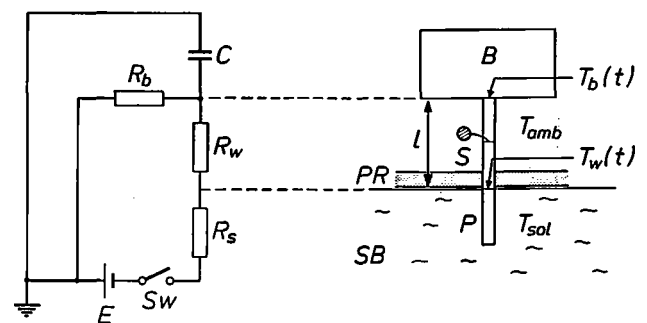 C
R_b
R_w
R_s
E
Sw
B
T_b(t)
l
S
T_amb
T_w(t)
PR
P
T_sol
SB